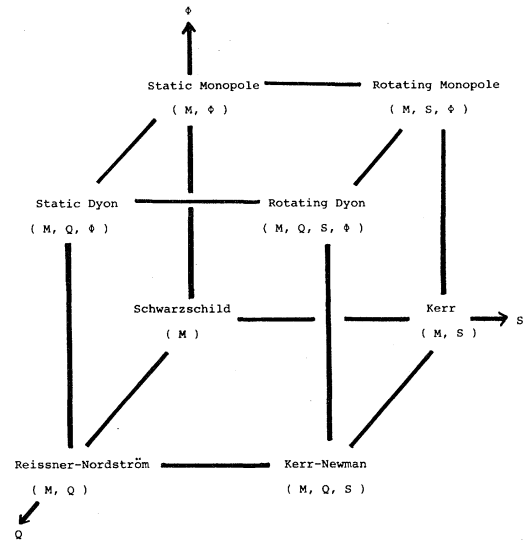 Φ
Static Monopole
Rotating Monopole
( M, Φ )
( M, S, Φ )
Static Dyon
Rotating Dyon
( M, Q, Φ )
( M, Q, S, Φ )
Schwarzschild
Kerr
( M )
( M, S )
S
Reissner-Nordström
Kerr-Newman
( M, Q )
( M, Q, S )
Q